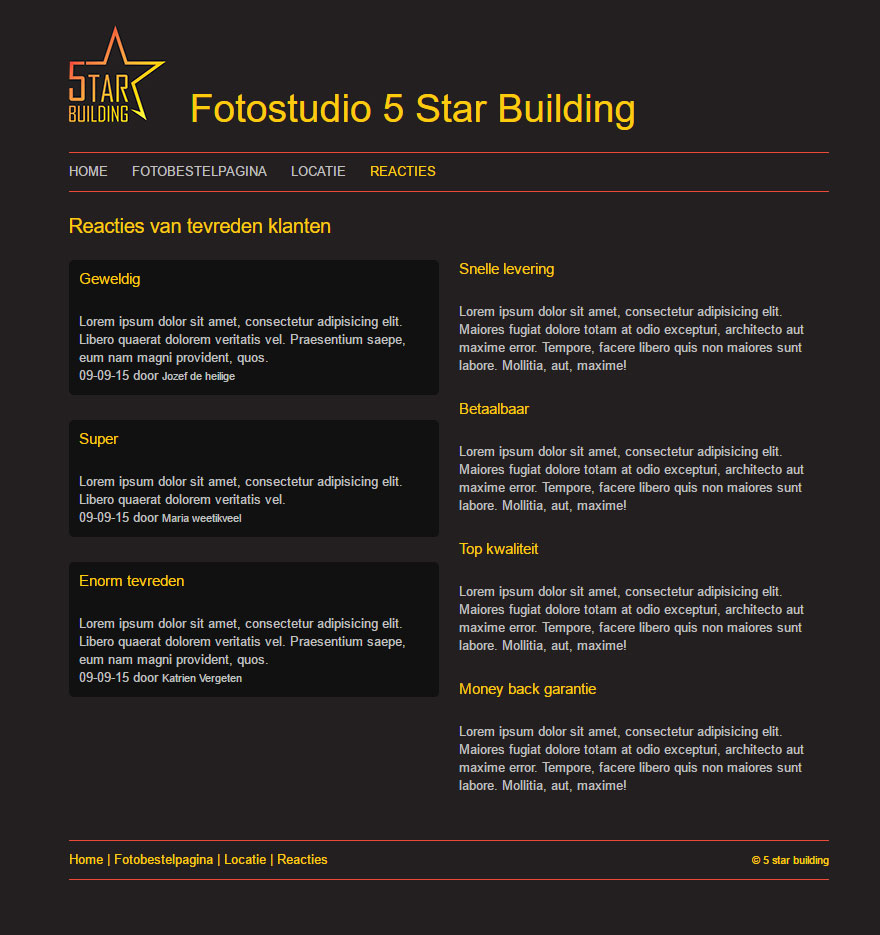 5TAR
BUILDING
Fotostudio 5 Star Building
HOME FOTOBESTELPAGINA LOCATIE REACTIES
Reacties van tevreden klanten
Geweldig
Lorem ipsum dolor sit amet, consectetur adipisicing elit.
Libero quaerat dolorem veritatis vel. Praesentium saepe,
eum nam magni provident, quos.
09-09-15 door Jozef de heilige
Super
Lorem ipsum dolor sit amet, consectetur adipisicing elit.
Libero quaerat dolorem veritatis vel.
09-09-15 door Maria weetikveel
Enorm tevreden
Lorem ipsum dolor sit amet, consectetur adipisicing elit.
Libero quaerat dolorem veritatis vel. Praesentium saepe,
eum nam magni provident, quos.
09-09-15 door Katrien Vergeten
Snelle levering
Lorem ipsum dolor sit amet, consectetur adipisicing elit.
Maiores fugiat dolore totam at odio excepturi, architecto aut
maxime error. Tempore, facere libero quis non maiores sunt
labore. Mollitia, aut, maxime!
Betaalbaar
Lorem ipsum dolor sit amet, consectetur adipisicing elit.
Maiores fugiat dolore totam at odio excepturi, architecto aut
maxime error. Tempore, facere libero quis non maiores sunt
labore. Mollitia, aut, maxime!
Top kwaliteit
Lorem ipsum dolor sit amet, consectetur adipisicing elit.
Maiores fugiat dolore totam at odio excepturi, architecto aut
maxime error. Tempore, facere libero quis non maiores sunt
labore. Mollitia, aut, maxime!
Money back garantie
Lorem ipsum dolor sit amet, consectetur adipisicing elit.
Maiores fugiat dolore totam at odio excepturi, architecto aut
maxime error. Tempore, facere libero quis non maiores sunt
labore. Mollitia, aut, maxime!
Home | Fotobestelpagina | Locatie | Reacties © 5 star building